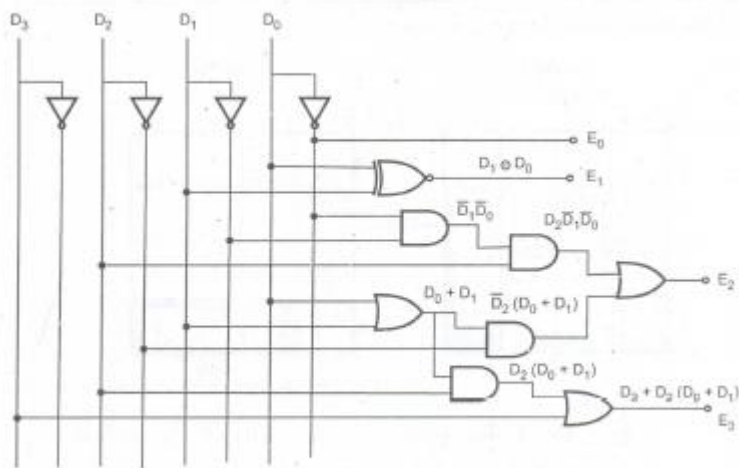 D₃ D₂ D₁ D₀
E₀
D₁ ⊙ D₀
E₁
D̅₁D̅₀
D₂D̅₁D̅₀
E₂
D₀ + D₁
D̅₂ (D₀ + D₁)
D₂ (D₀ + D₁)
D₃ + D₂ (D₀ + D₁)
E₃